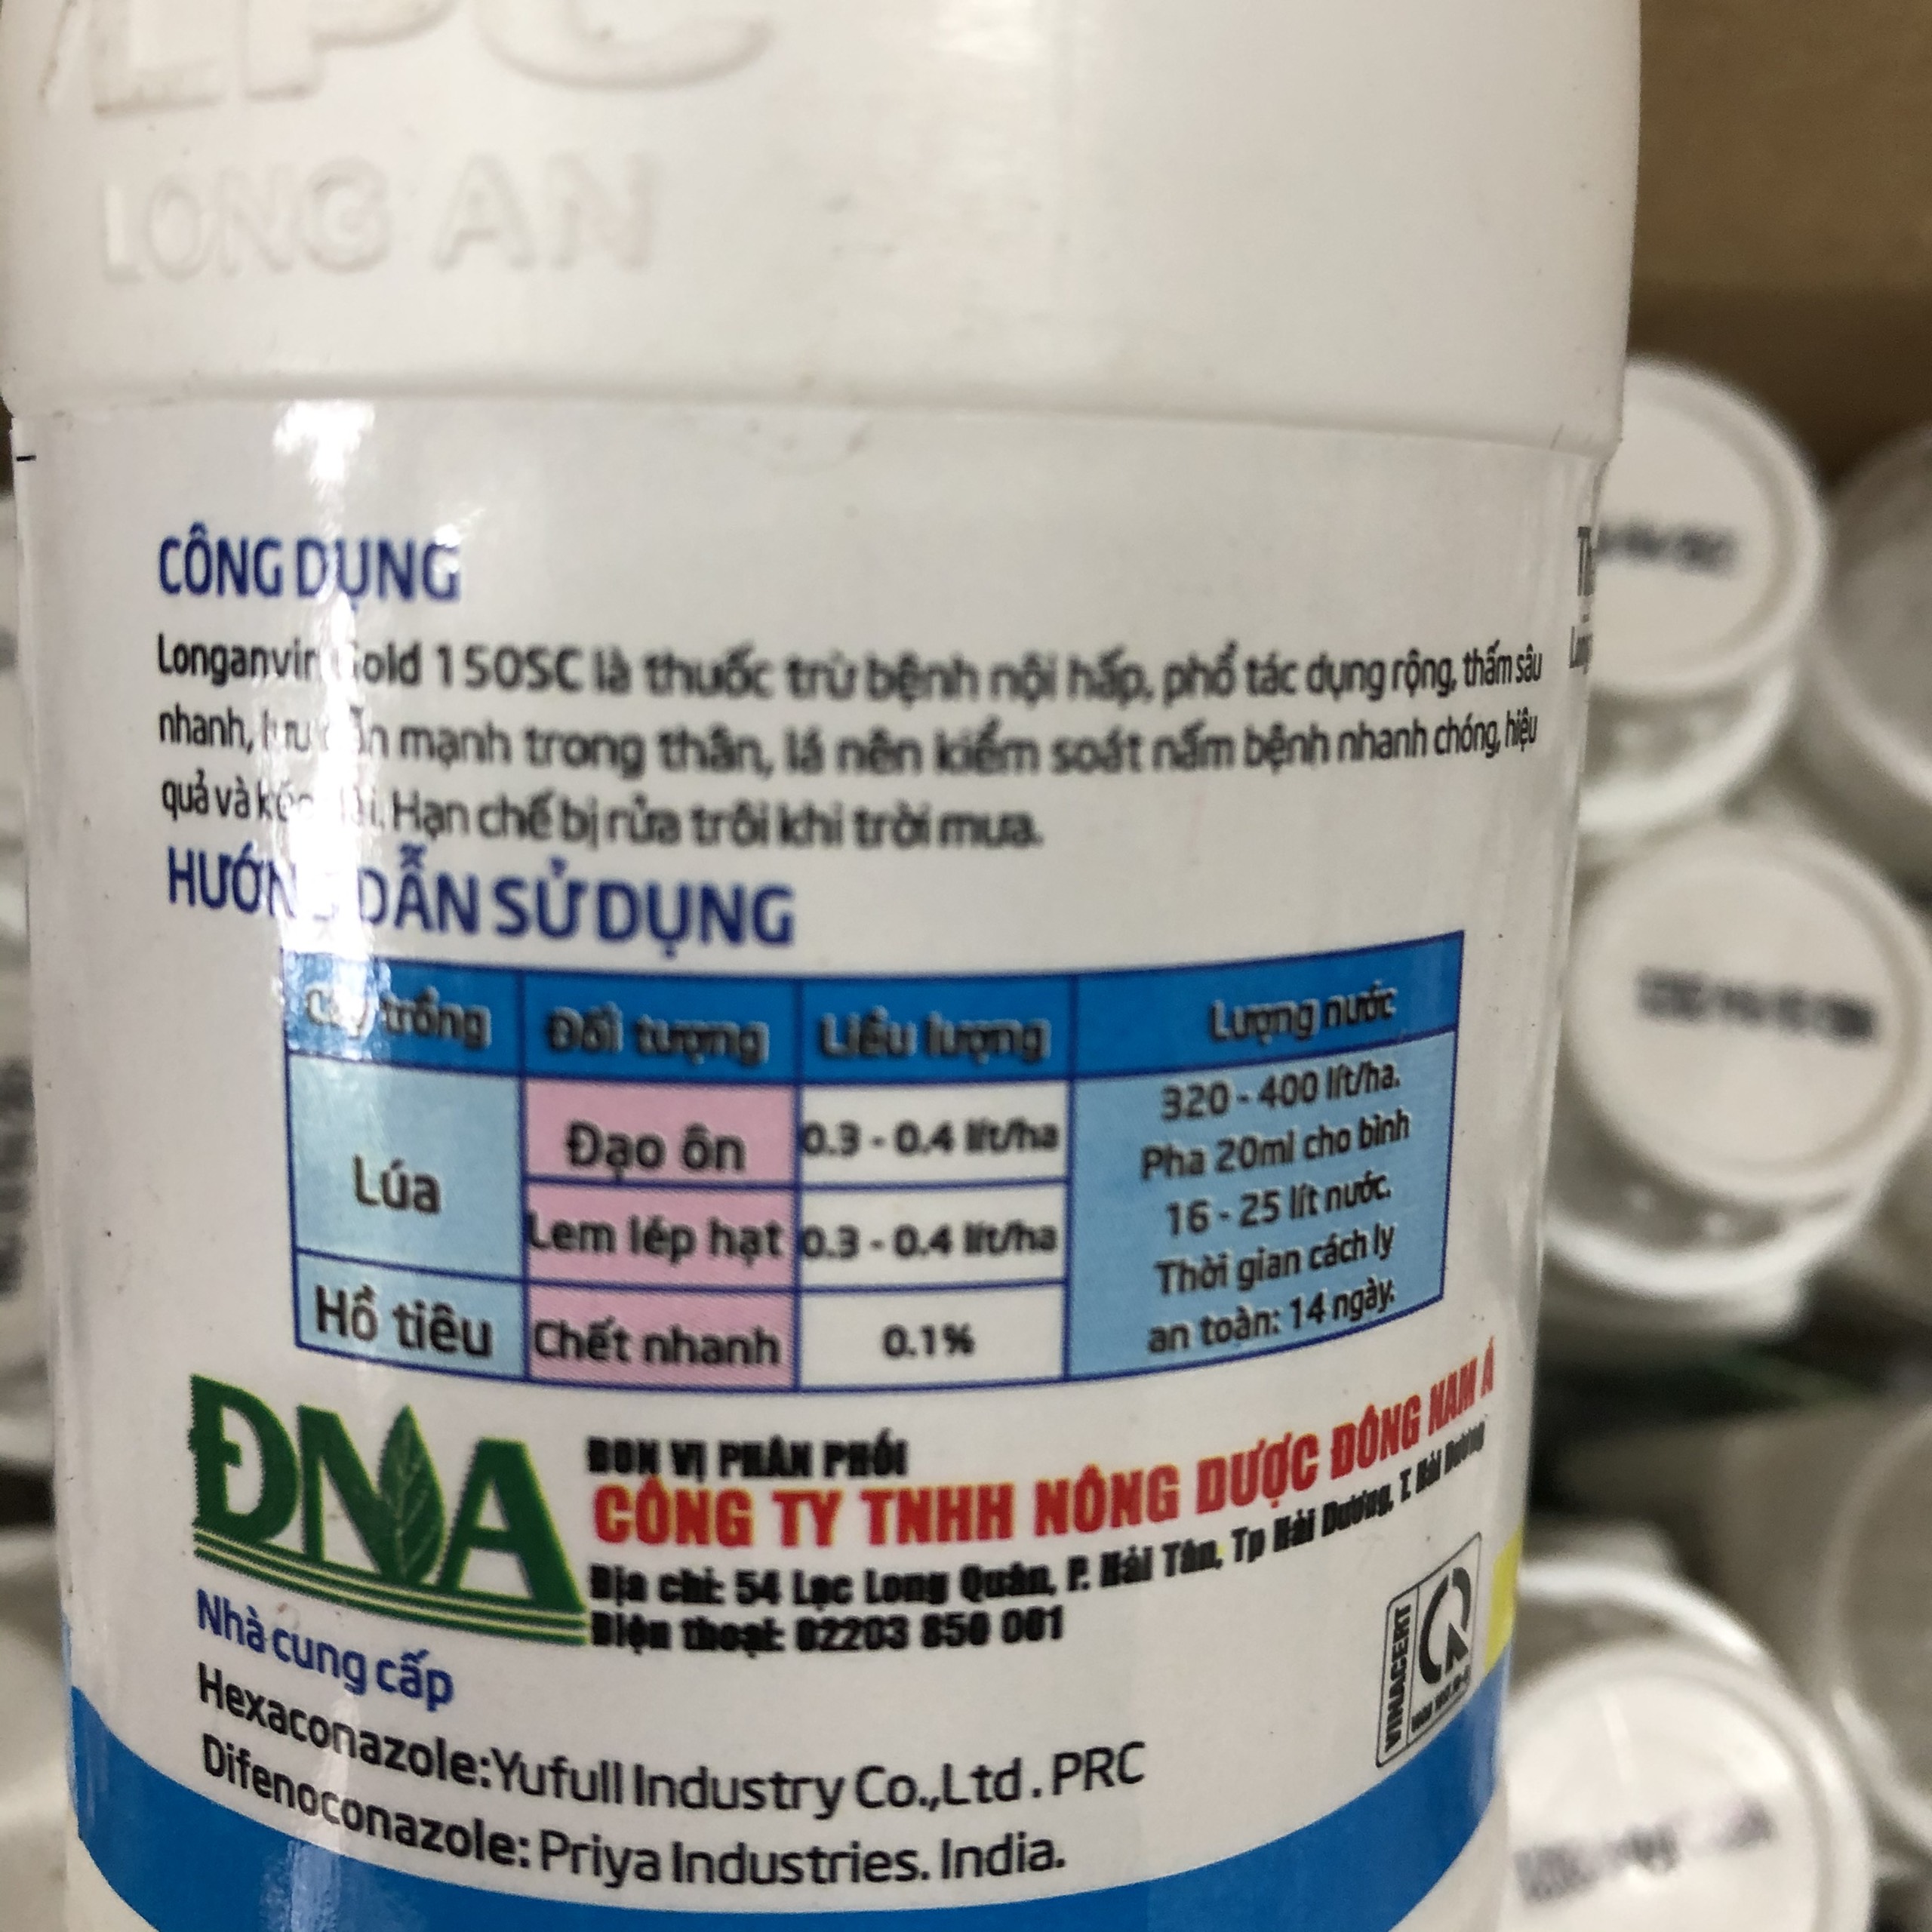 LPC
LONG AN
CÔNG DỤNG
Longanvin Gold 150SC là thuốc trừ bệnh nội hấp, phổ tác dụng rộng, thấm sâu
nhanh, lưu dẫn mạnh trong thân, lá nên kiểm soát nấm bệnh nhanh chóng, hiệu
quả và kéo dài. Hạn chế bị rửa trôi khi trời mưa.
HƯỚNG DẪN SỬ DỤNG
Cây trồng Đối tượng Liều lượng Lượng nước
Lúa Đạo ôn 0.3 - 0.4 lít/ha
Lem lép hạt 0.3 - 0.4 lít/ha
Hồ tiêu Chết nhanh 0.1%
320 - 400 lít/ha.
Pha 20ml cho bình
16 - 25 lít nước.
Thời gian cách ly
an toàn: 14 ngày.
ĐNA
ĐƠN VỊ PHÂN PHỐI
CÔNG TY TNHH NÔNG DƯỢC ĐÔNG NAM Á
Địa chỉ: 54 Lạc Long Quân, P. Hải Tân, Tp Hải Dương, T. Hải Dương
Điện thoại: 02203 850 001
Nhà cung cấp
Hexaconazole: Yufull Industry Co.,Ltd. PRC
Difenoconazole: Priya Industries. India.
VINACERT